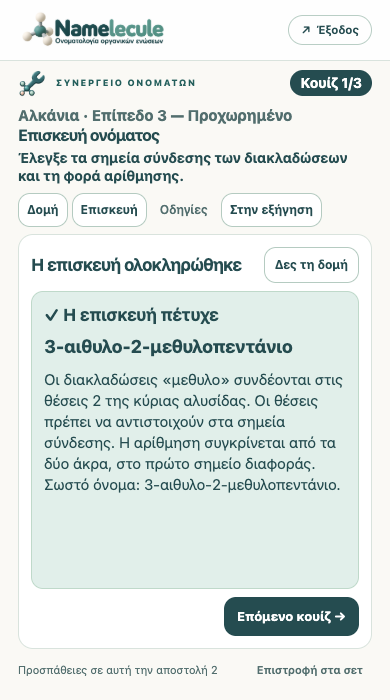 Namelecule
Ονοματολογία οργανικών ενώσεων
↗ Έξοδος
ΣΥΝΕΡΓΕΙΟ ΟΝΟΜΑΤΩΝ
Κουίζ 1/3
Αλκάνια · Επίπεδο 3 — Προχωρημένο
Επισκευή ονόματος
Έλεγξε τα σημεία σύνδεσης των διακλαδώσεων
και τη φορά αρίθμησης.
Δομή
Επισκευή
Οδηγίες
Στην εξήγηση
Η επισκευή ολοκληρώθηκε
Δες τη δομή
✓ Η επισκευή πέτυχε
3-αιθυλο-2-μεθυλοπεντάνιο
Οι διακλαδώσεις «μεθυλο» συνδέονται στις
θέσεις 2 της κύριας αλυσίδας. Οι θέσεις
πρέπει να αντιστοιχούν στα σημεία
σύνδεσης. Η αρίθμηση συγκρίνεται από τα
δύο άκρα, στο πρώτο σημείο διαφοράς.
Σωστό όνομα: 3-αιθυλο-2-μεθυλοπεντάνιο.
Επόμενο κουίζ →
Προσπάθειες σε αυτή την αποστολή 2
Επιστροφή στα σετ